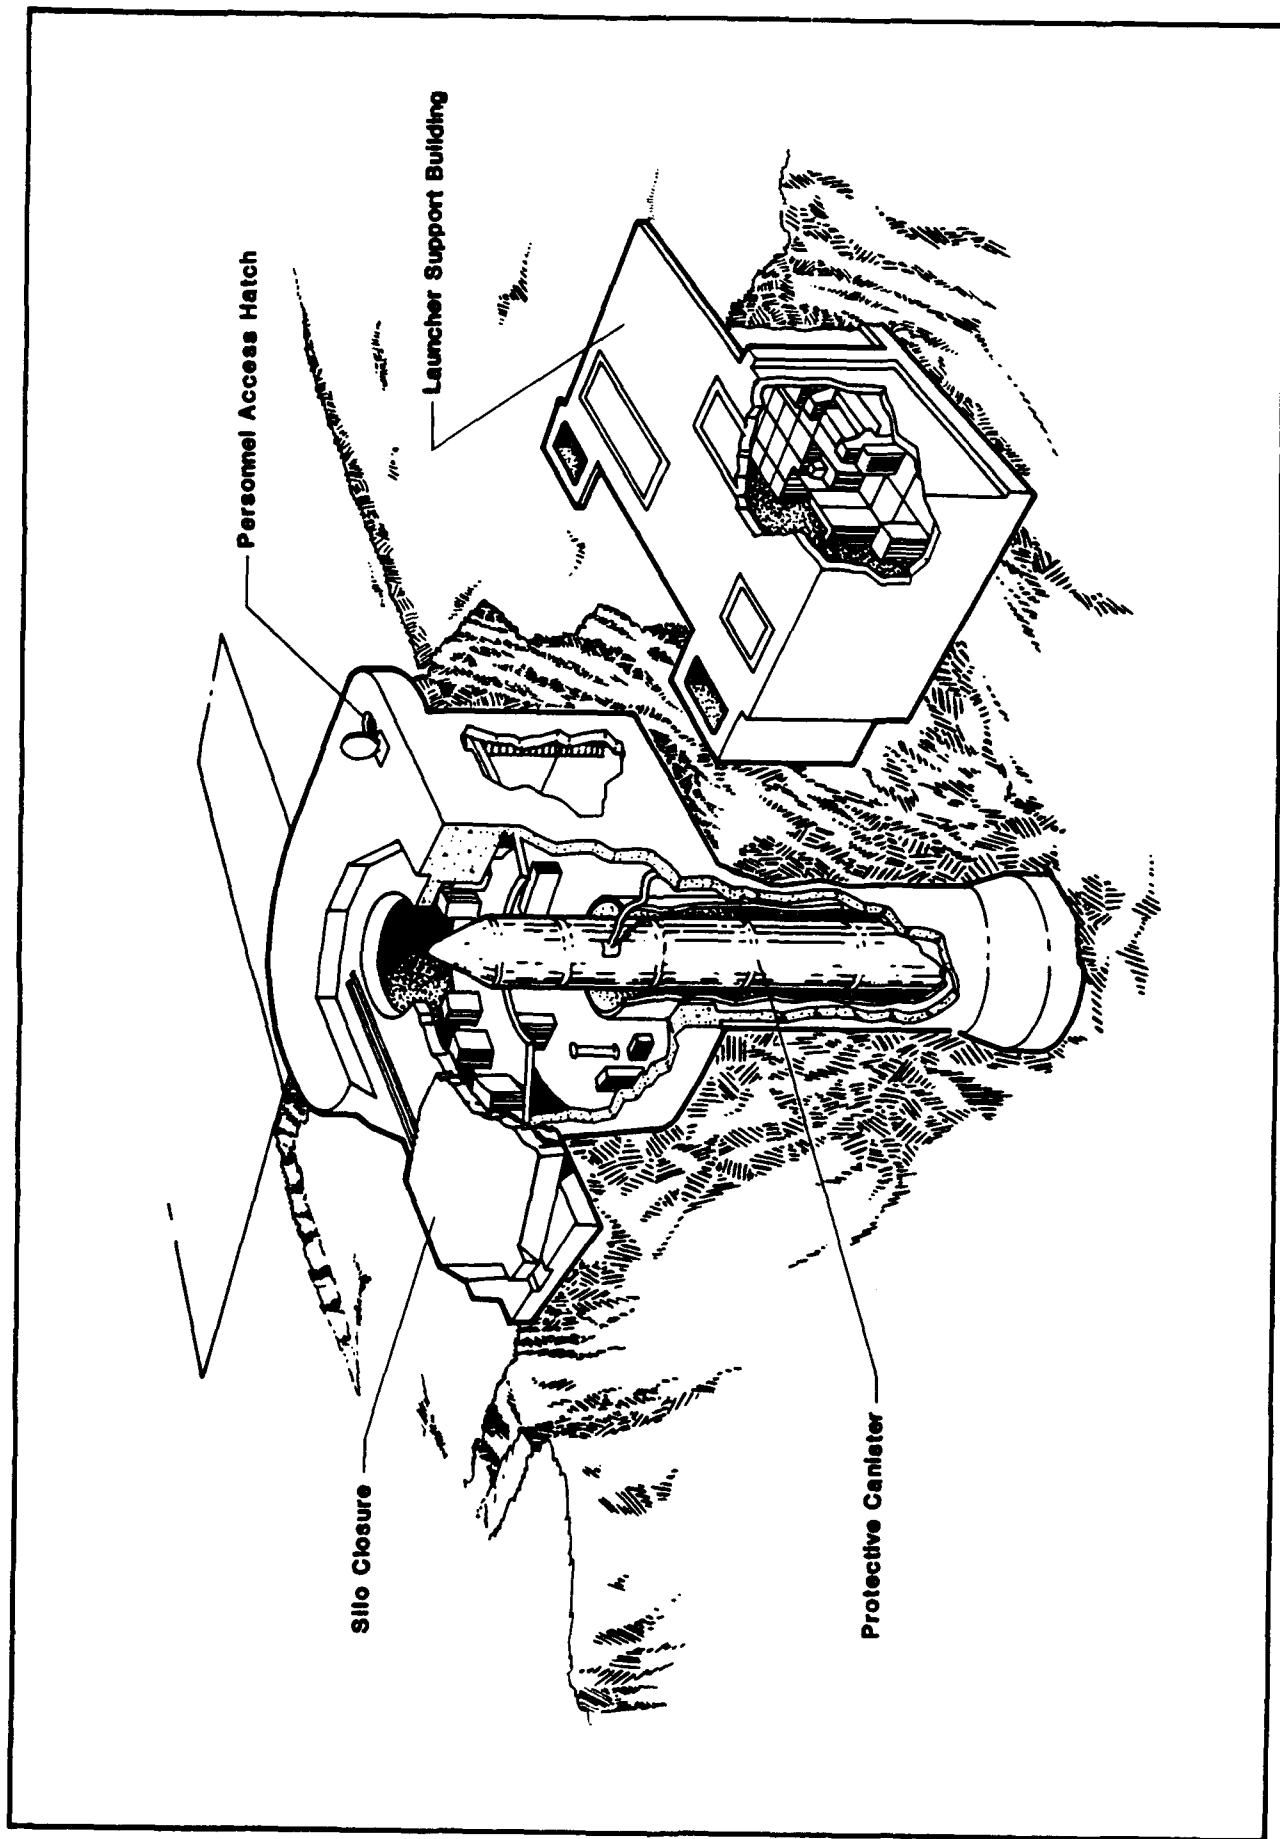 Personnel Access Hatch
Launcher Support Building
Silo Closure
Protective Canister